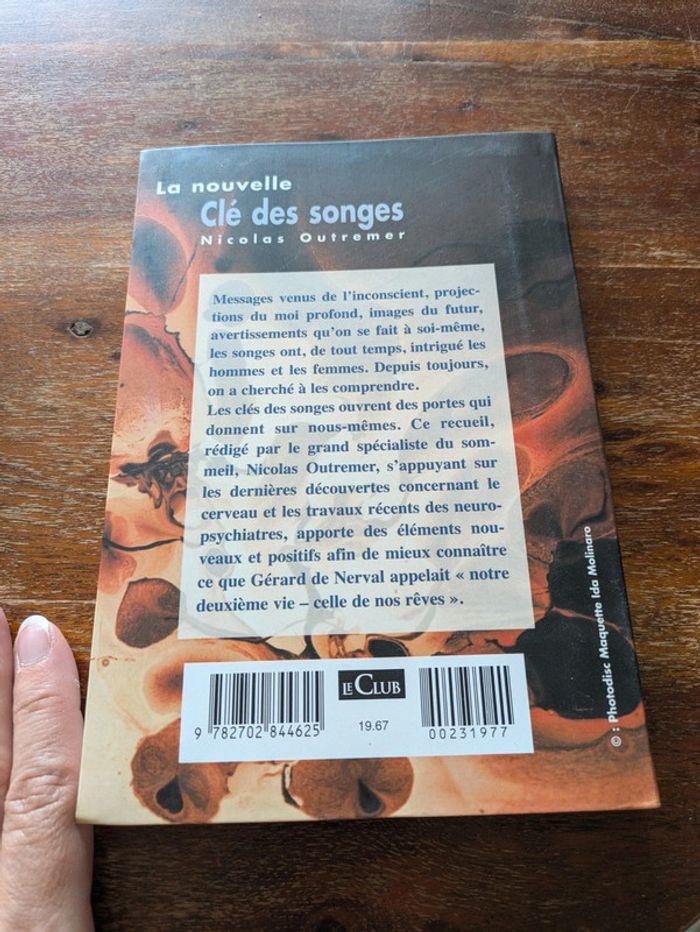 La nouvelle
Clé des songes
Nicolas Outremer
Messages venus de l'inconscient, projec-
tions du moi profond, images du futur,
avertissements qu'on se fait à soi-même,
les songes ont, de tout temps, intrigué les
hommes et les femmes. Depuis toujours,
on a cherché à les comprendre.
Les clés des songes ouvrent des portes qui
donnent sur nous-mêmes. Ce recueil,
rédigé par le grand spécialiste du som-
meil, Nicolas Outremer, s'appuyant sur
les dernières découvertes concernant le
cerveau et les travaux récents des neuro-
psychiatres, apporte des éléments nou-
veaux et positifs afin de mieux connaître
ce que Gérard de Nerval appelait « notre
deuxième vie – celle de nos rêves ».
© : Photodisc Maquette Ida Molinaro
LE CLUB
9 782702 844625
19.67
00231977